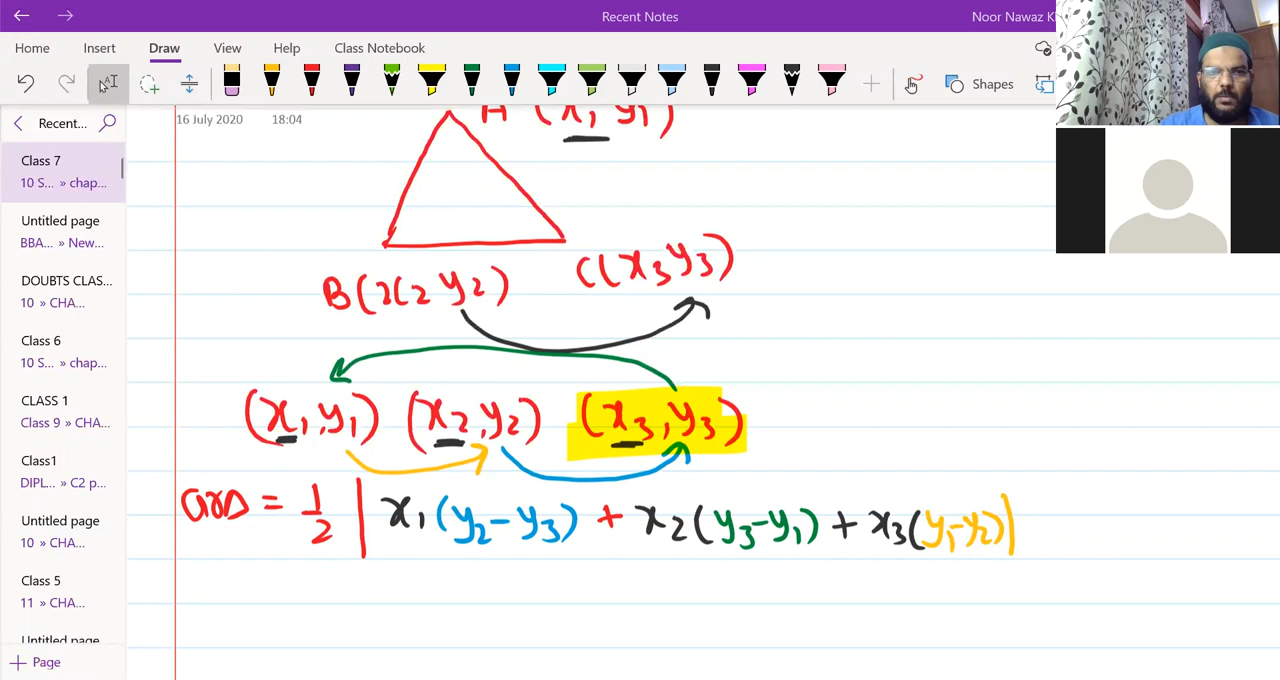 Recent Notes
Noor Nawaz K
Home Insert Draw View Help Class Notebook
Shapes
Recent...
16 July 2020 18:04
Class 7
10 S... » chap...
Untitled page
BBA... » New...
DOUBTS CLAS...
10 » CHA...
Class 6
10 S... » chap...
CLASS 1
Class 9 » CHA...
Class1
DIPL... » C2 p...
Untitled page
10 » CHA...
Class 5
11 » CHA...
Untitled page
Page
A (x, y1)
B(x2 y2) C(x3 y3)
(x1,y1) (x2,y2) (x3,y3)
= 1/2 | x1(y2-y3) + x2(y3-y1) + x3(y1-y2)|